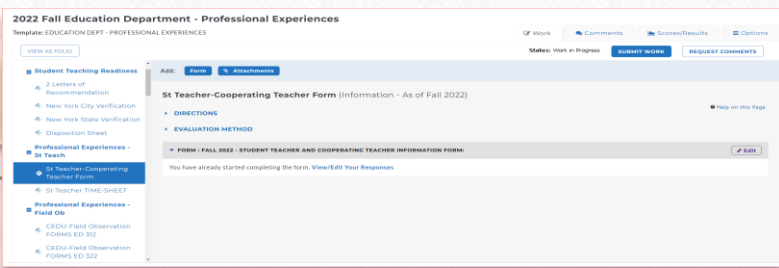 2022 Fall Education Department - Professional Experiences
Template: EDUCATION DEPT - PROFESSIONAL EXPERIENCES
Work
Comments
Scores/Results
Options
VIEW AS FOLIO
States: Work in Progress
SUBMIT WORK
REQUEST COMMENTS
Student Teaching Readiness
2 Letters of
Recommendation
New York City Verification
New York State Verification
Disposition Sheet
Professional Experiences -
St Teach
St Teacher-Cooperating
Teacher Form
St Teacher TIME-SHEET
Professional Experiences -
Field Ob
CEDU-Field Observation
FORMS ED 312
CEDU-Field Observation
FORMS ED 322
Add: Form Attachments
St Teacher-Cooperating Teacher Form (Information - As of Fall 2022)
Help on this Page
DIRECTIONS
EVALUATION METHOD
FORM : FALL 2022 - STUDENT TEACHER AND COOPERATING TEACHER INFORMATION FORM:
Edit
You have already started completing the form. View/Edit Your Responses